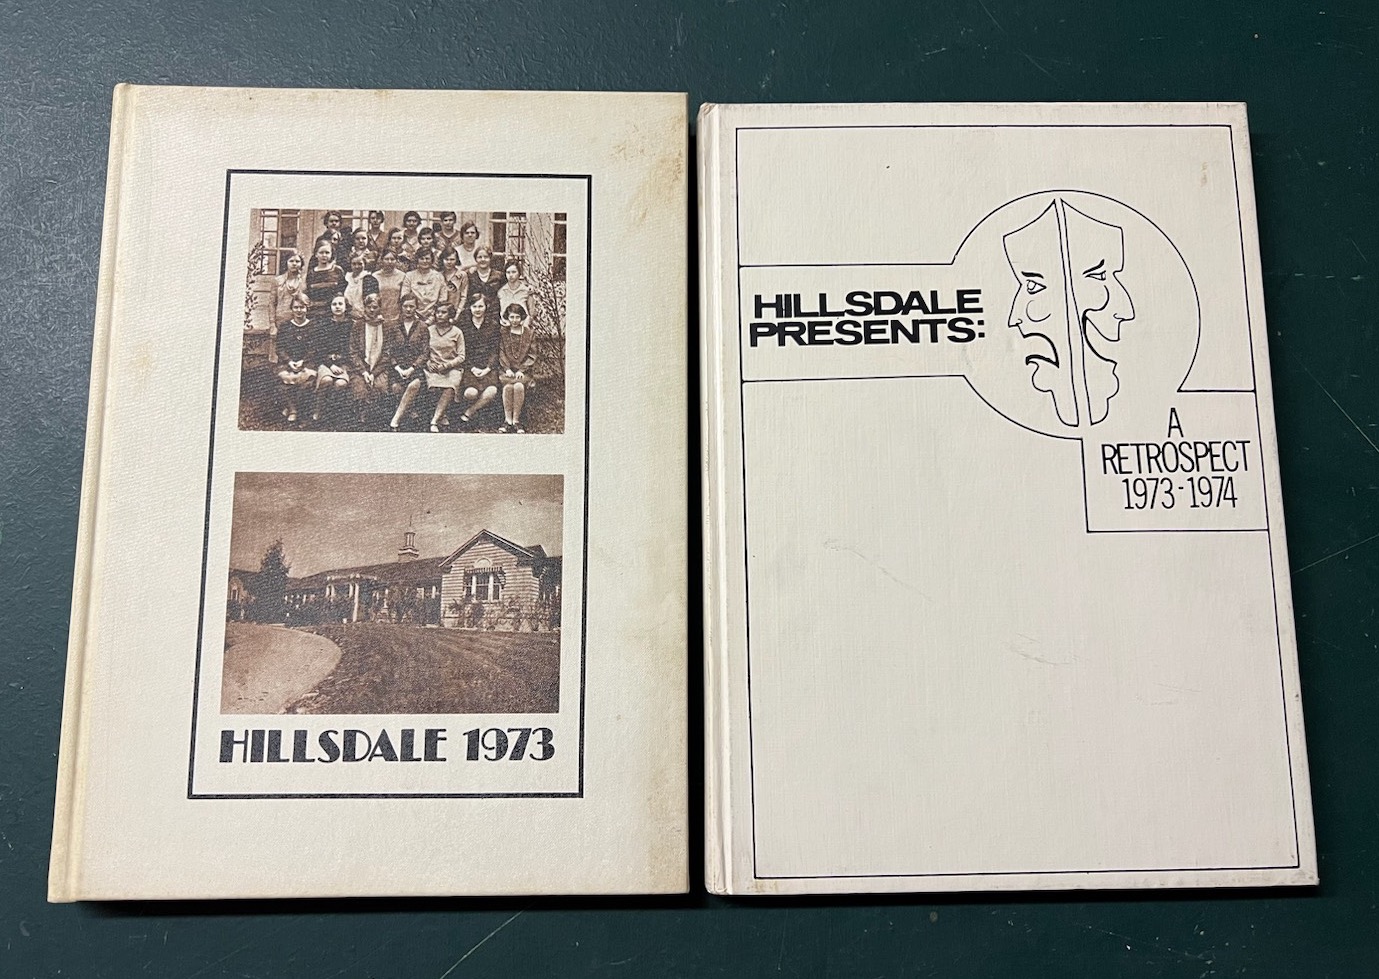 HILLSDALE 1973
HILLSDALE
PRESENTS:
A
RETROSPECT
1973-1974